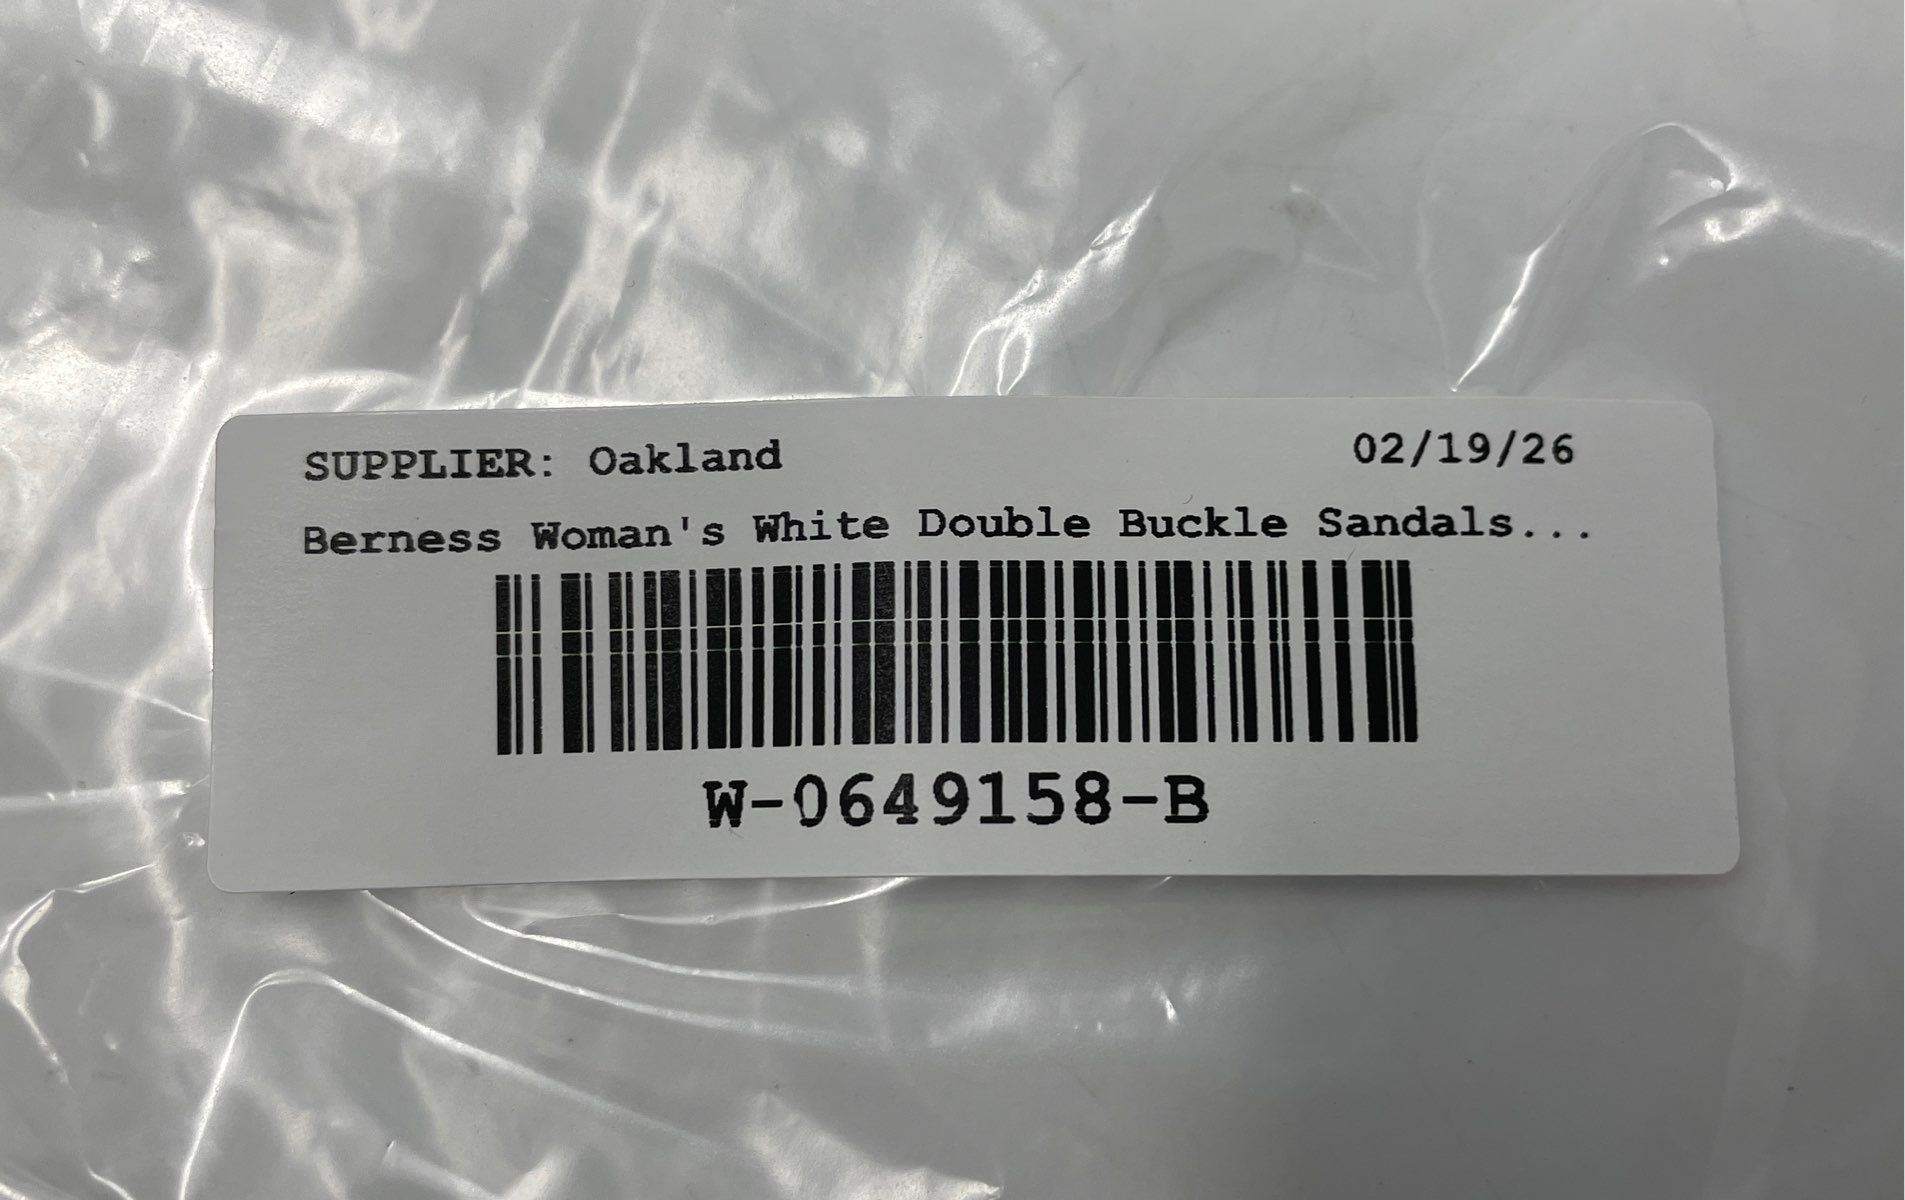 SUPPLIER: Oakland 02/19/26
Berness Woman's White Double Buckle Sandals...
W-0649158-B